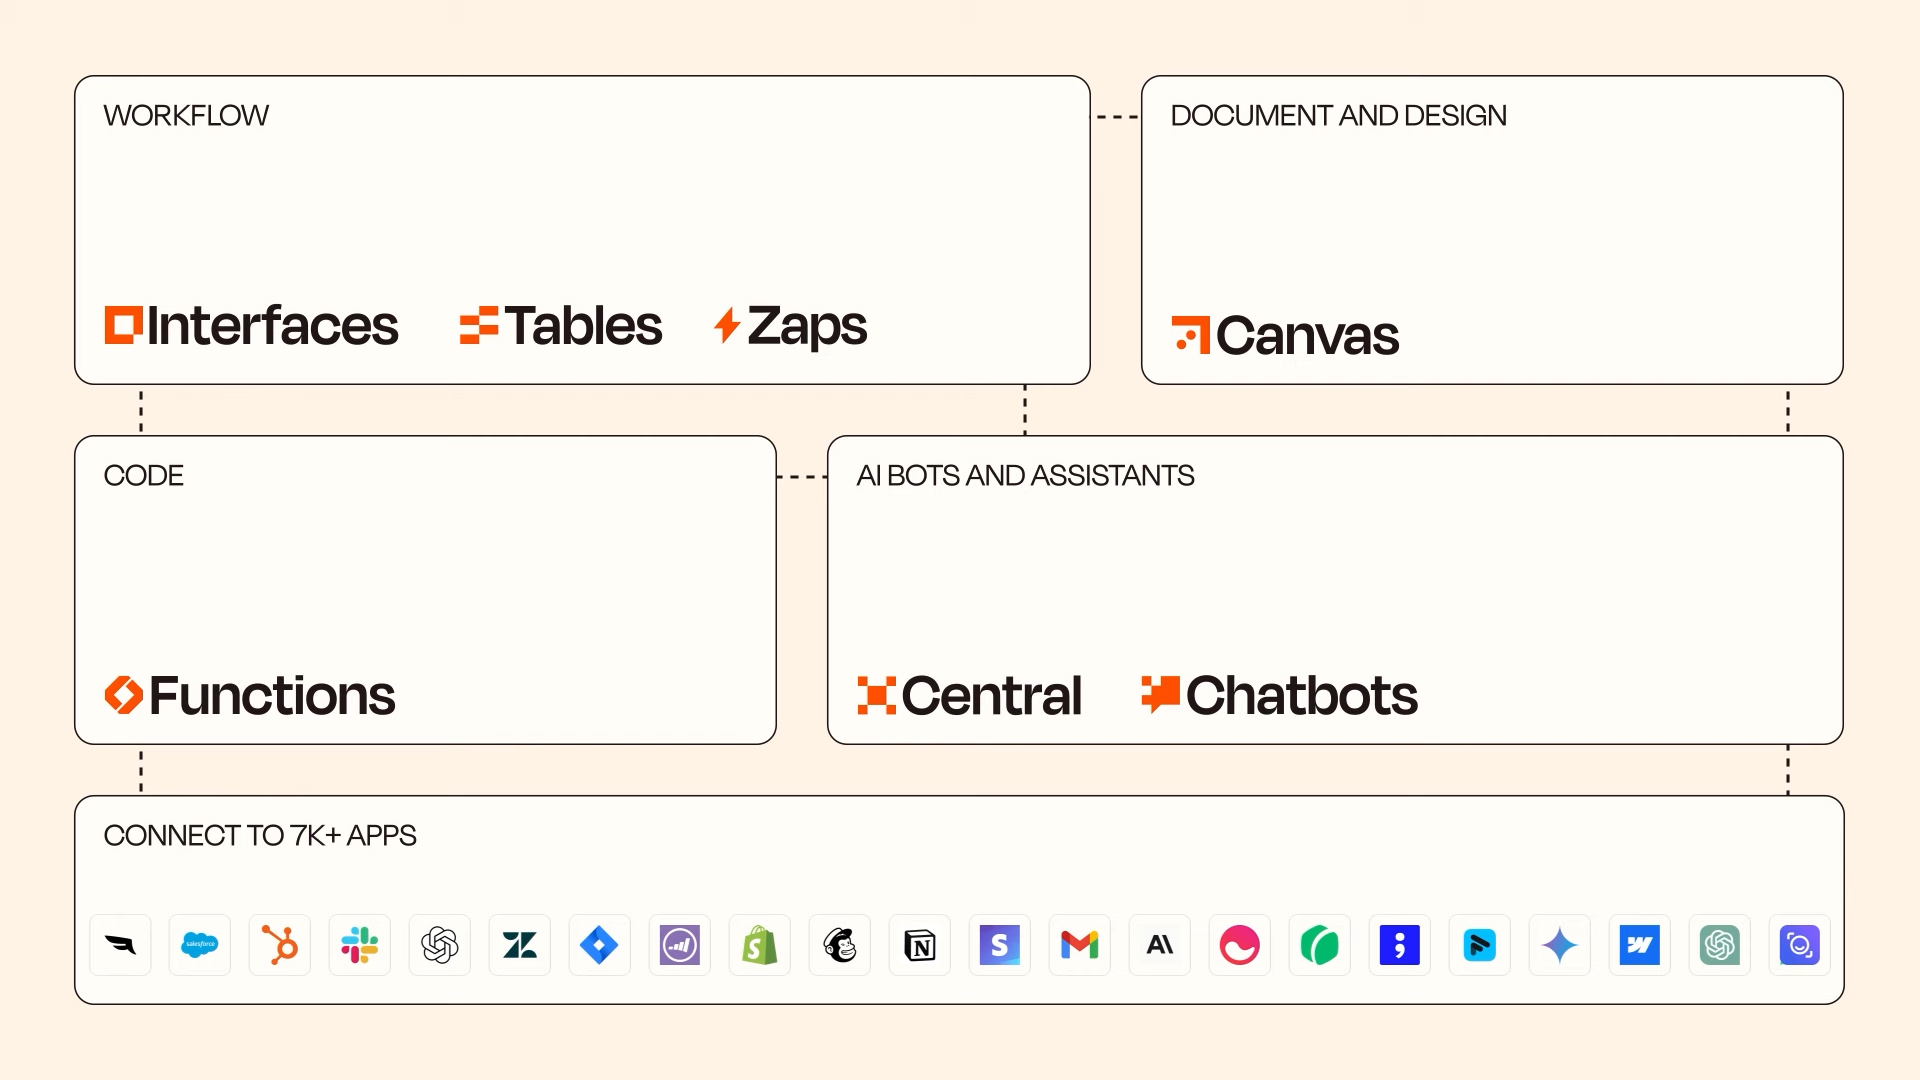 WORKFLOW
Interfaces
Tables
Zaps
DOCUMENT AND DESIGN
Canvas
CODE
Functions
AI BOTS AND ASSISTANTS
Central
Chatbots
CONNECT TO 7K+ APPS
salesforce